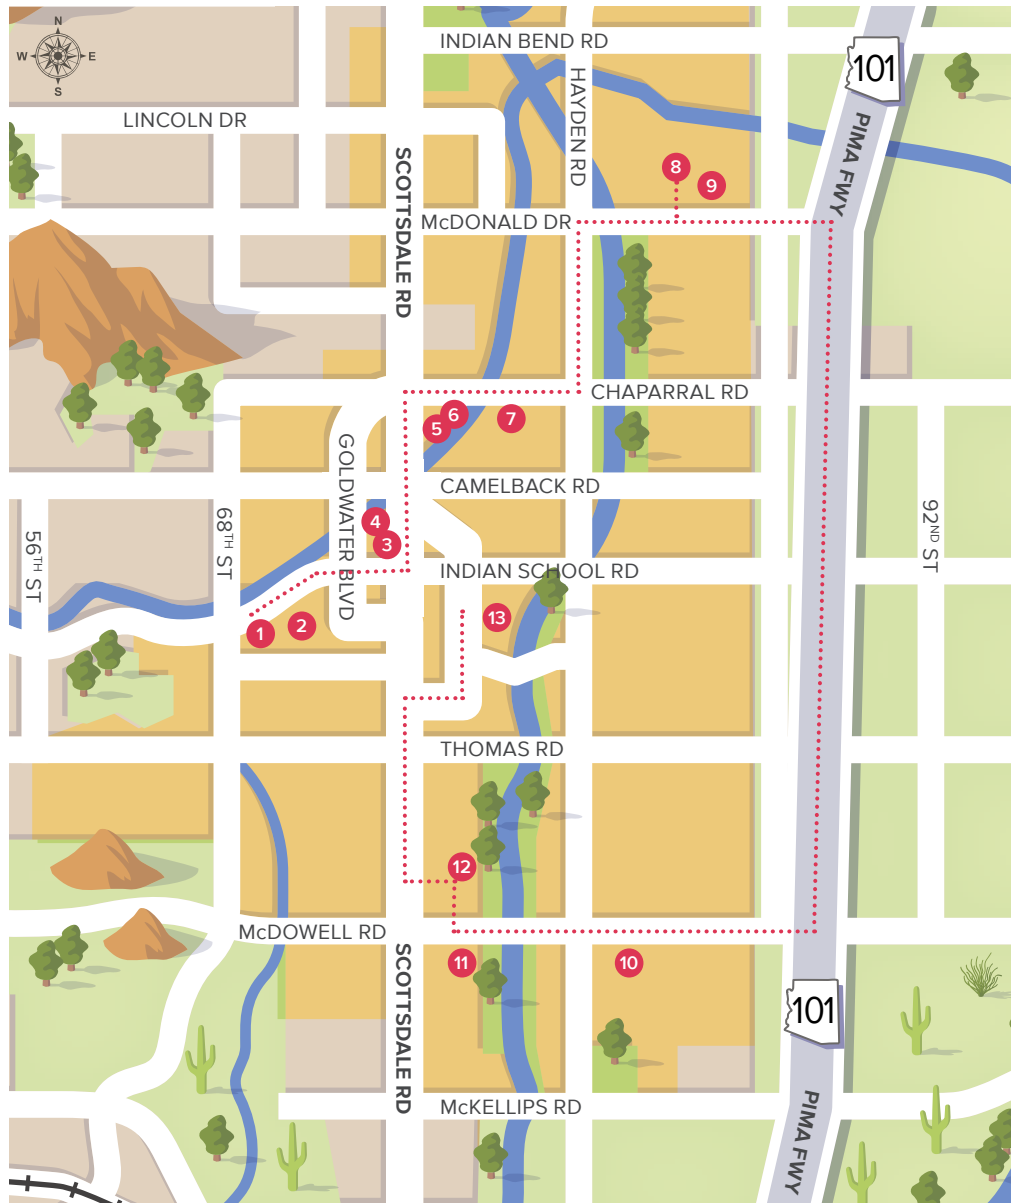 N
W E
S
INDIAN BEND RD
101
HAYDEN RD
LINCOLN DR
PIMA FWY
SCOTTSDALE RD
8
9
McDONALD DR
CHAPARRAL RD
6
5
7
GOLDWATER BLVD
CAMELBACK RD
68TH ST
56TH ST
92ND ST
4
3
INDIAN SCHOOL RD
13
2
1
THOMAS RD
12
McDOWELL RD
SCOTTSDALE RD
11
10
101
McKELLIPS RD
PIMA FWY